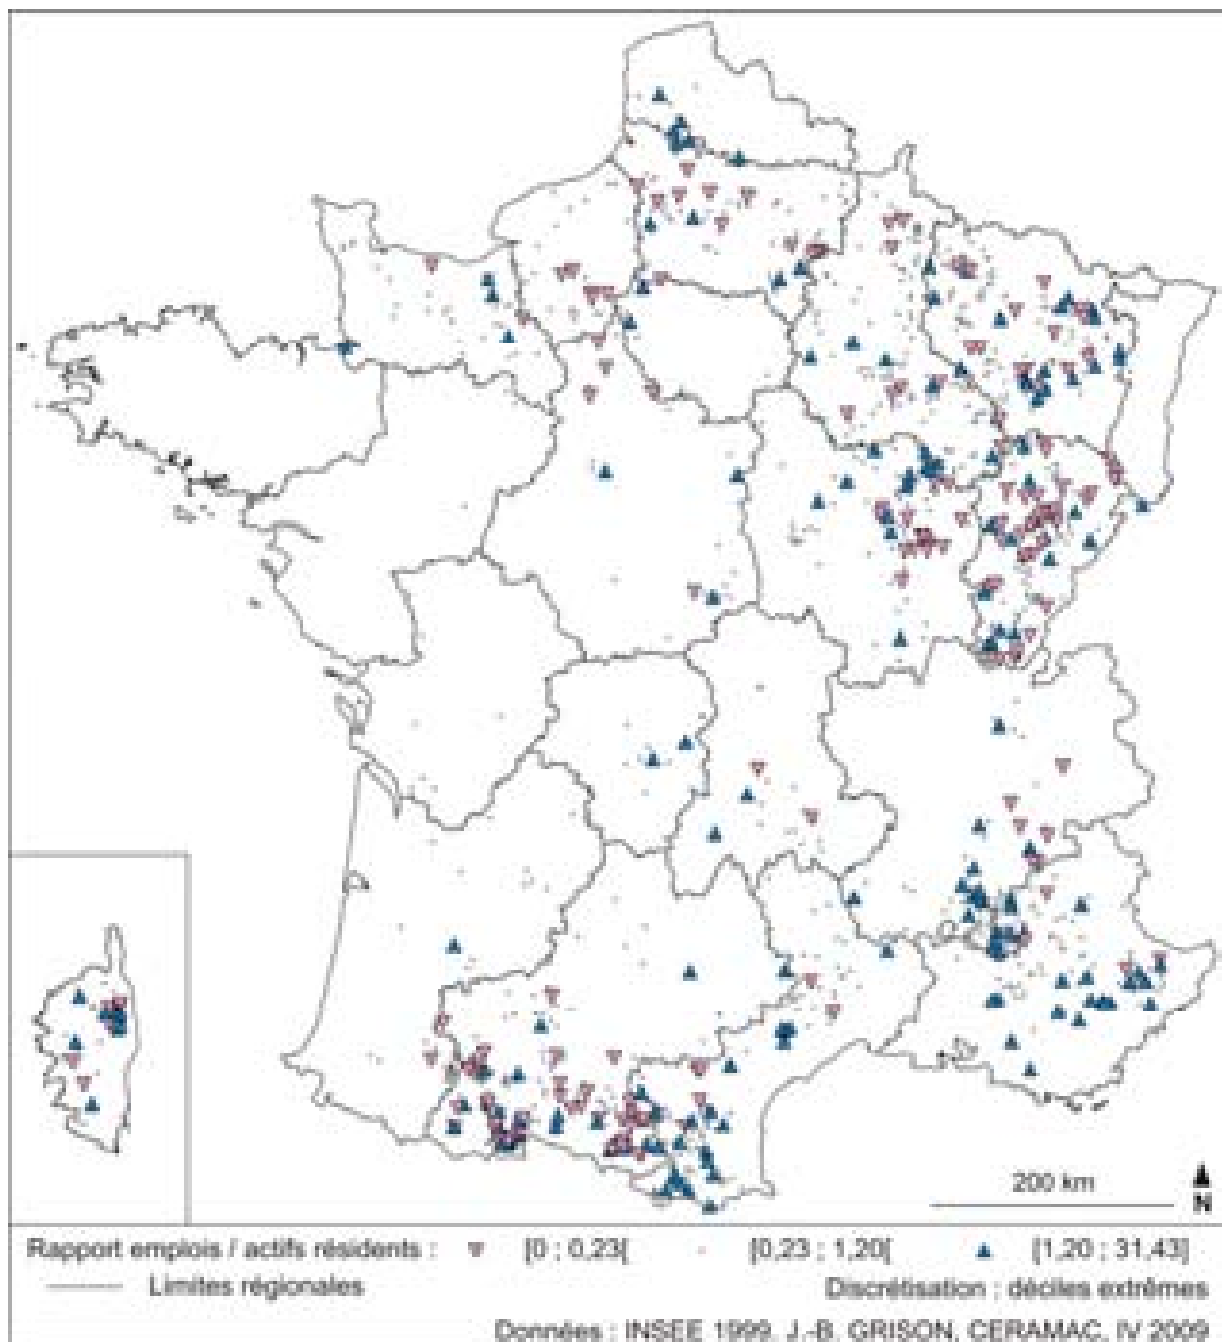 200 km
N
Rapport emplois / actifs résidents : [0 ; 0,23[ [0,23 ; 1,20[ [1,20 ; 31,43]
Limites régionales Discrétisation : déciles extrêmes
Données : INSEE 1999. J.-B. GRISON, CERAMAC, IV 2009